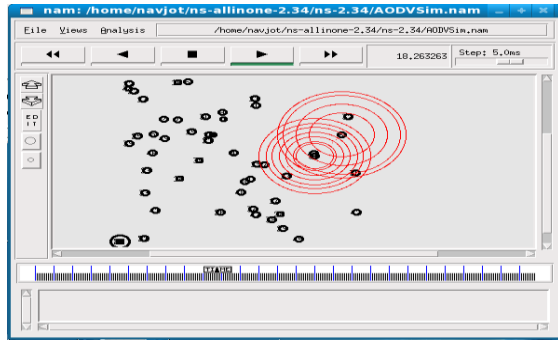 nam: /home/navjot/ns-allinone-2.34/ns-2.34/AODVSim.nam
File Views Analysis /home/navjot/ns-allinone-2.34/ns-2.34/AODVSim.nam
18.263263 Step: 5.0ms
E D
I T
TIME